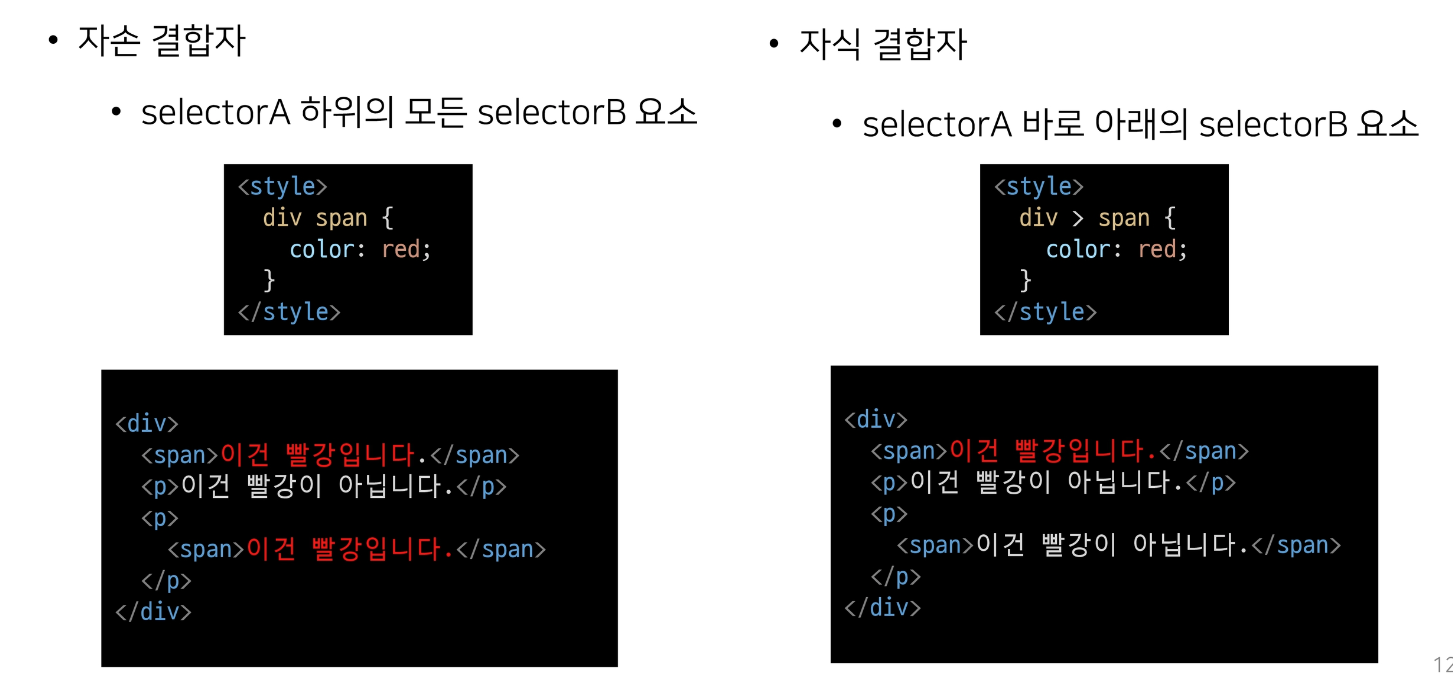 • 자손 결합자
• selectorA 하위의 모든 selectorB 요소
<style>
  div span {
    color: red;
  }
</style>
<div>
  <span>이건 빨강입니다.</span>
  <p>이건 빨강이 아닙니다.</p>
  <p>
    <span>이건 빨강입니다.</span>
  </p>
</div>
• 자식 결합자
• selectorA 바로 아래의 selectorB 요소
<style>
  div > span {
    color: red;
  }
</style>
<div>
  <span>이건 빨강입니다.</span>
  <p>이건 빨강이 아닙니다.</p>
  <p>
    <span>이건 빨강이 아닙니다.</span>
  </p>
</div>
12